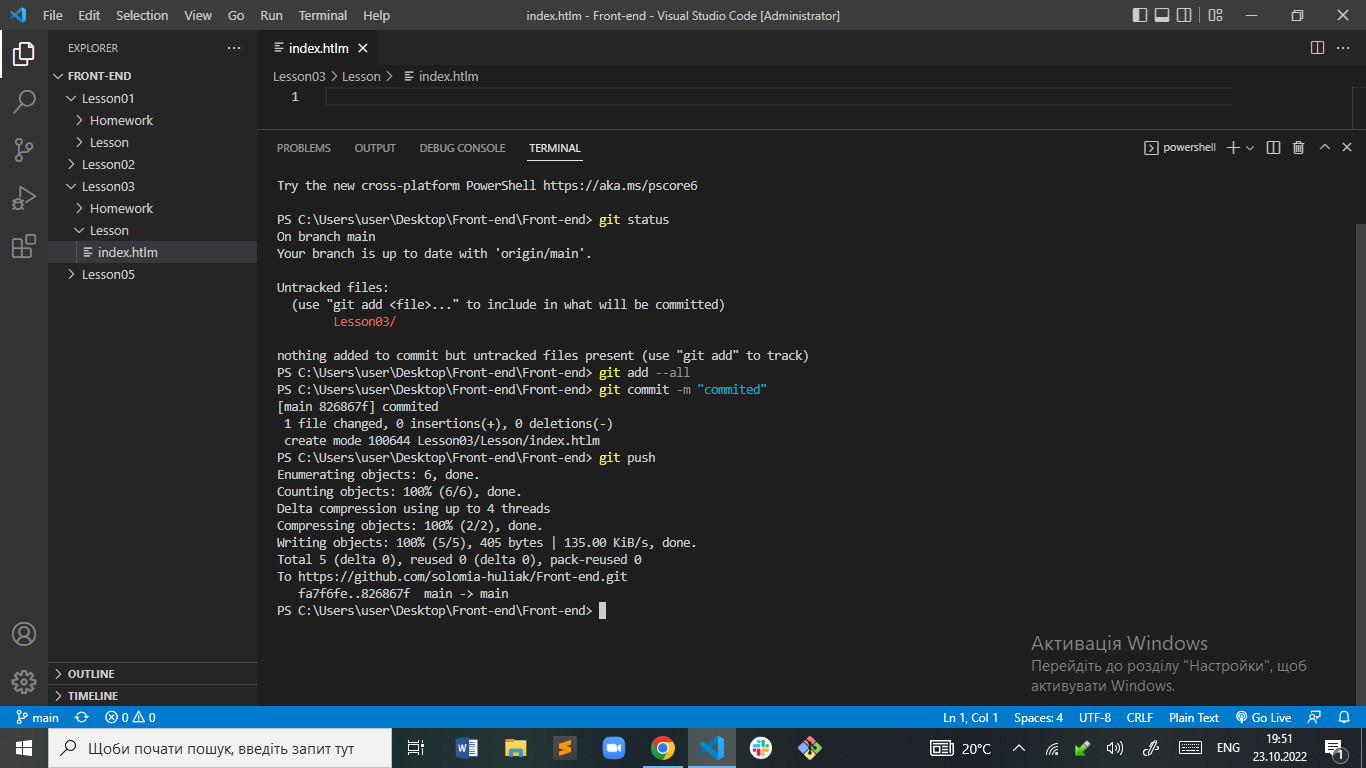 File Edit Selection View Go Run Terminal Help
index.htlm - Front-end - Visual Studio Code [Administrator]
EXPLORER
FRONT-END
Lesson01
Homework
Lesson
Lesson02
Lesson03
Homework
Lesson
index.htlm
Lesson05
OUTLINE
TIMELINE
index.htlm
Lesson03 > Lesson > index.htlm
1
PROBLEMS OUTPUT DEBUG CONSOLE TERMINAL
powershell
Try the new cross-platform PowerShell https://aka.ms/pscore6
PS C:\Users\user\Desktop\Front-end\Front-end> git status
On branch main
Your branch is up to date with 'origin/main'.
Untracked files:
(use "git add <file>..." to include in what will be committed)
Lesson03/
nothing added to commit but untracked files present (use "git add" to track)
PS C:\Users\user\Desktop\Front-end\Front-end> git add --all
PS C:\Users\user\Desktop\Front-end\Front-end> git commit -m "commited"
[main 826867f] commited
1 file changed, 0 insertions(+), 0 deletions(-)
create mode 100644 Lesson03/Lesson/index.htlm
PS C:\Users\user\Desktop\Front-end\Front-end> git push
Enumerating objects: 6, done.
Counting objects: 100% (6/6), done.
Delta compression using up to 4 threads
Compressing objects: 100% (2/2), done.
Writing objects: 100% (5/5), 405 bytes | 135.00 KiB/s, done.
Total 5 (delta 0), reused 0 (delta 0), pack-reused 0
To https://github.com/solomia-huliak/Front-end.git
fa7f6fe..826867f main -> main
PS C:\Users\user\Desktop\Front-end\Front-end>
Активація Windows
Перейдіть до розділу "Настройки", щоб
активувати Windows.
main 0 0 Ln 1, Col 1 Spaces: 4 UTF-8 CRLF Plain Text Go Live
Щоби почати пошук, введіть запит тут
20°C
ENG
19:51
23.10.2022
1